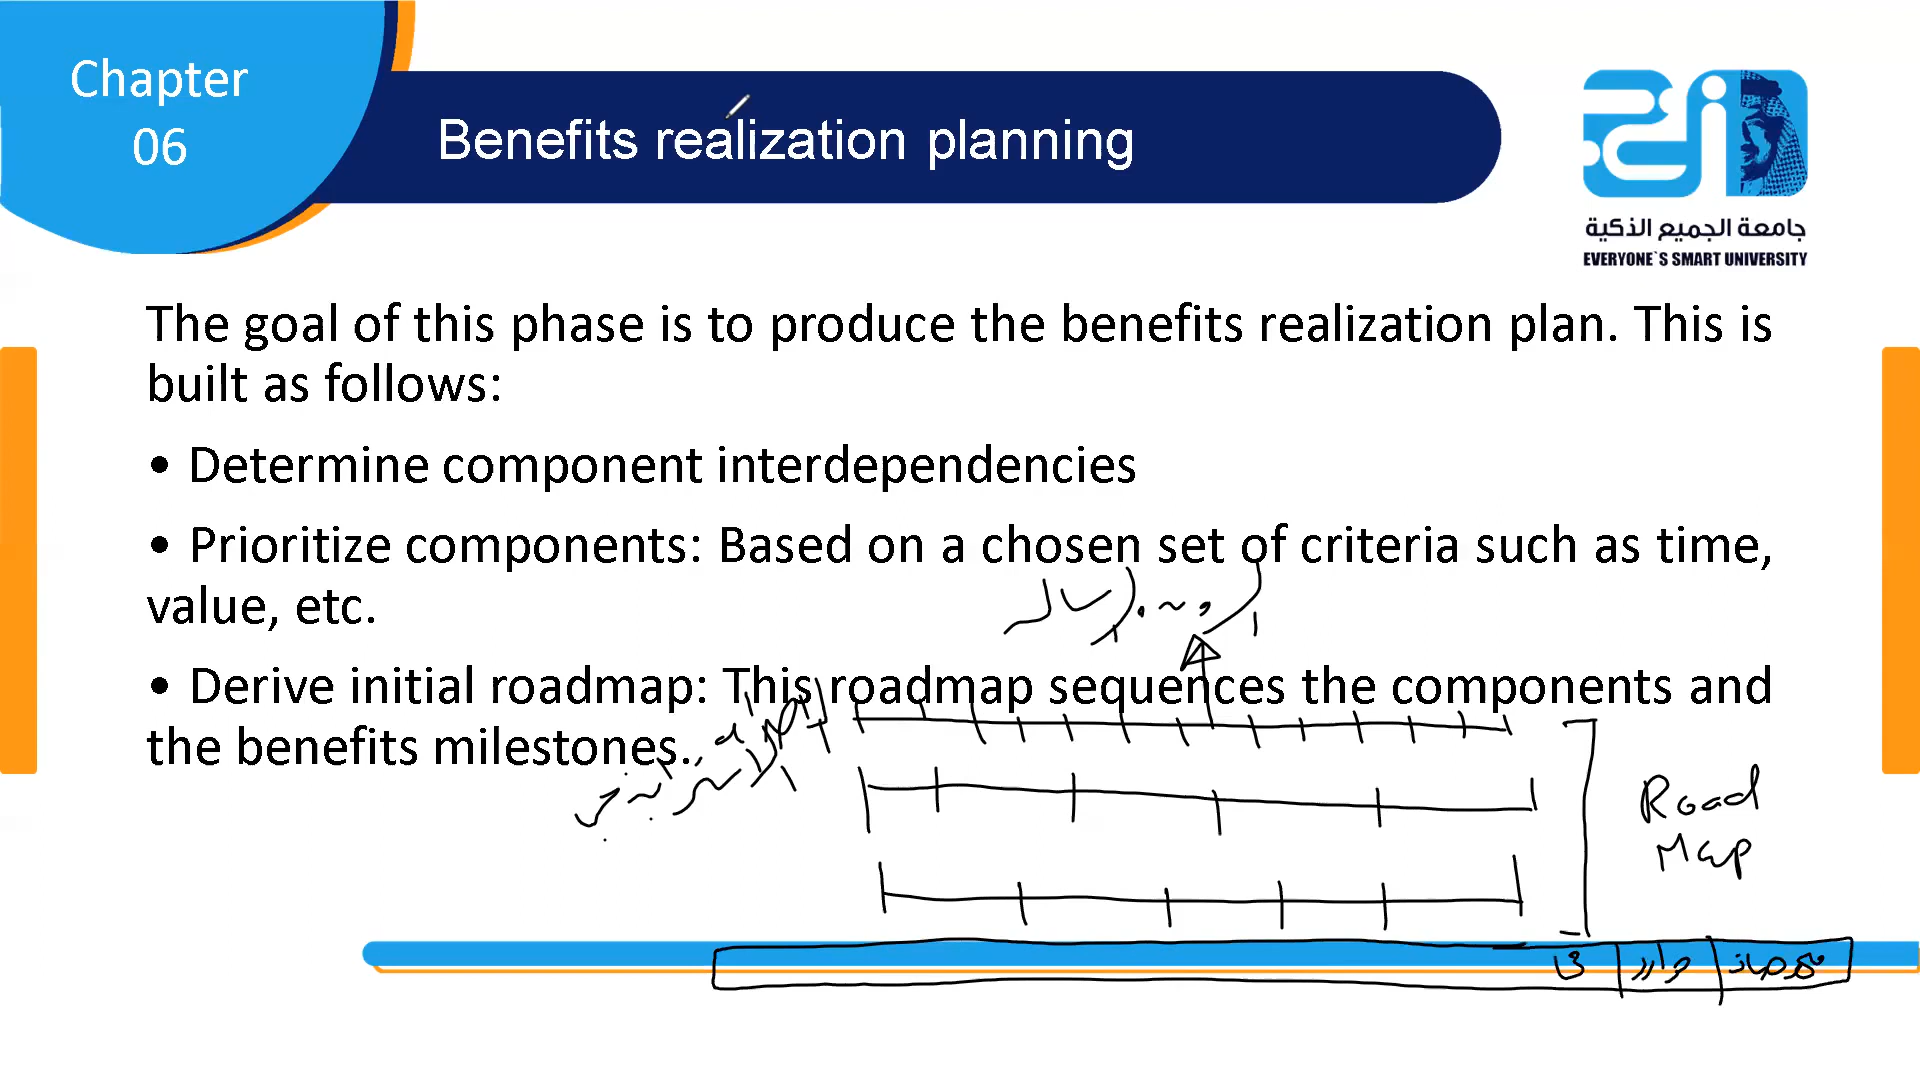 Chapter
06
Benefits realization planning
جامعة الجميع الذكية
EVERYONE`S SMART UNIVERSITY
The goal of this phase is to produce the benefits realization plan. This is
built as follows:
• Determine component interdependencies
• Prioritize components: Based on a chosen set of criteria such as time,
value, etc.
• Derive initial roadmap: This roadmap sequences the components and
the benefits milestones.
Road
Map